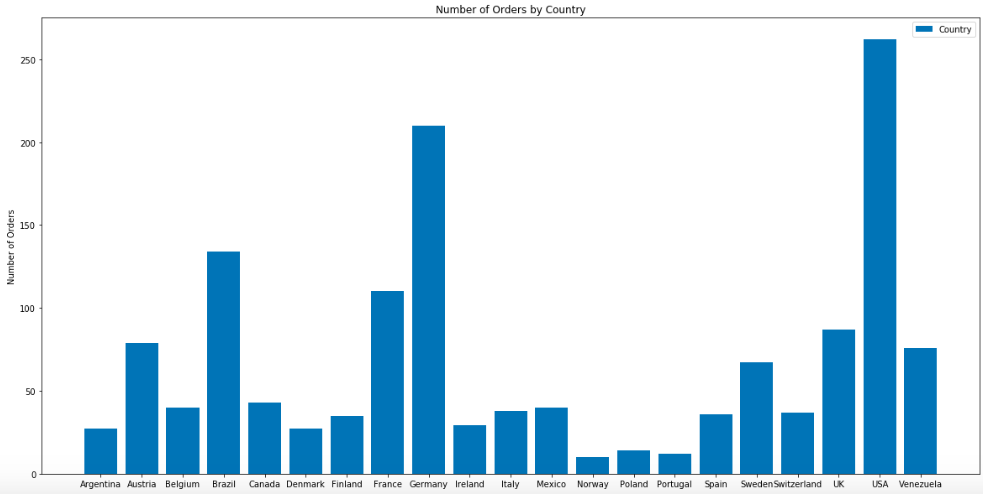 Number of Orders by Country
Country
250
200
150
100
50
0
Number of Orders
Argentina Austria Belgium Brazil Canada Denmark Finland France Germany Ireland Italy Mexico Norway Poland Portugal Spain Sweden Switzerland UK USA Venezuela